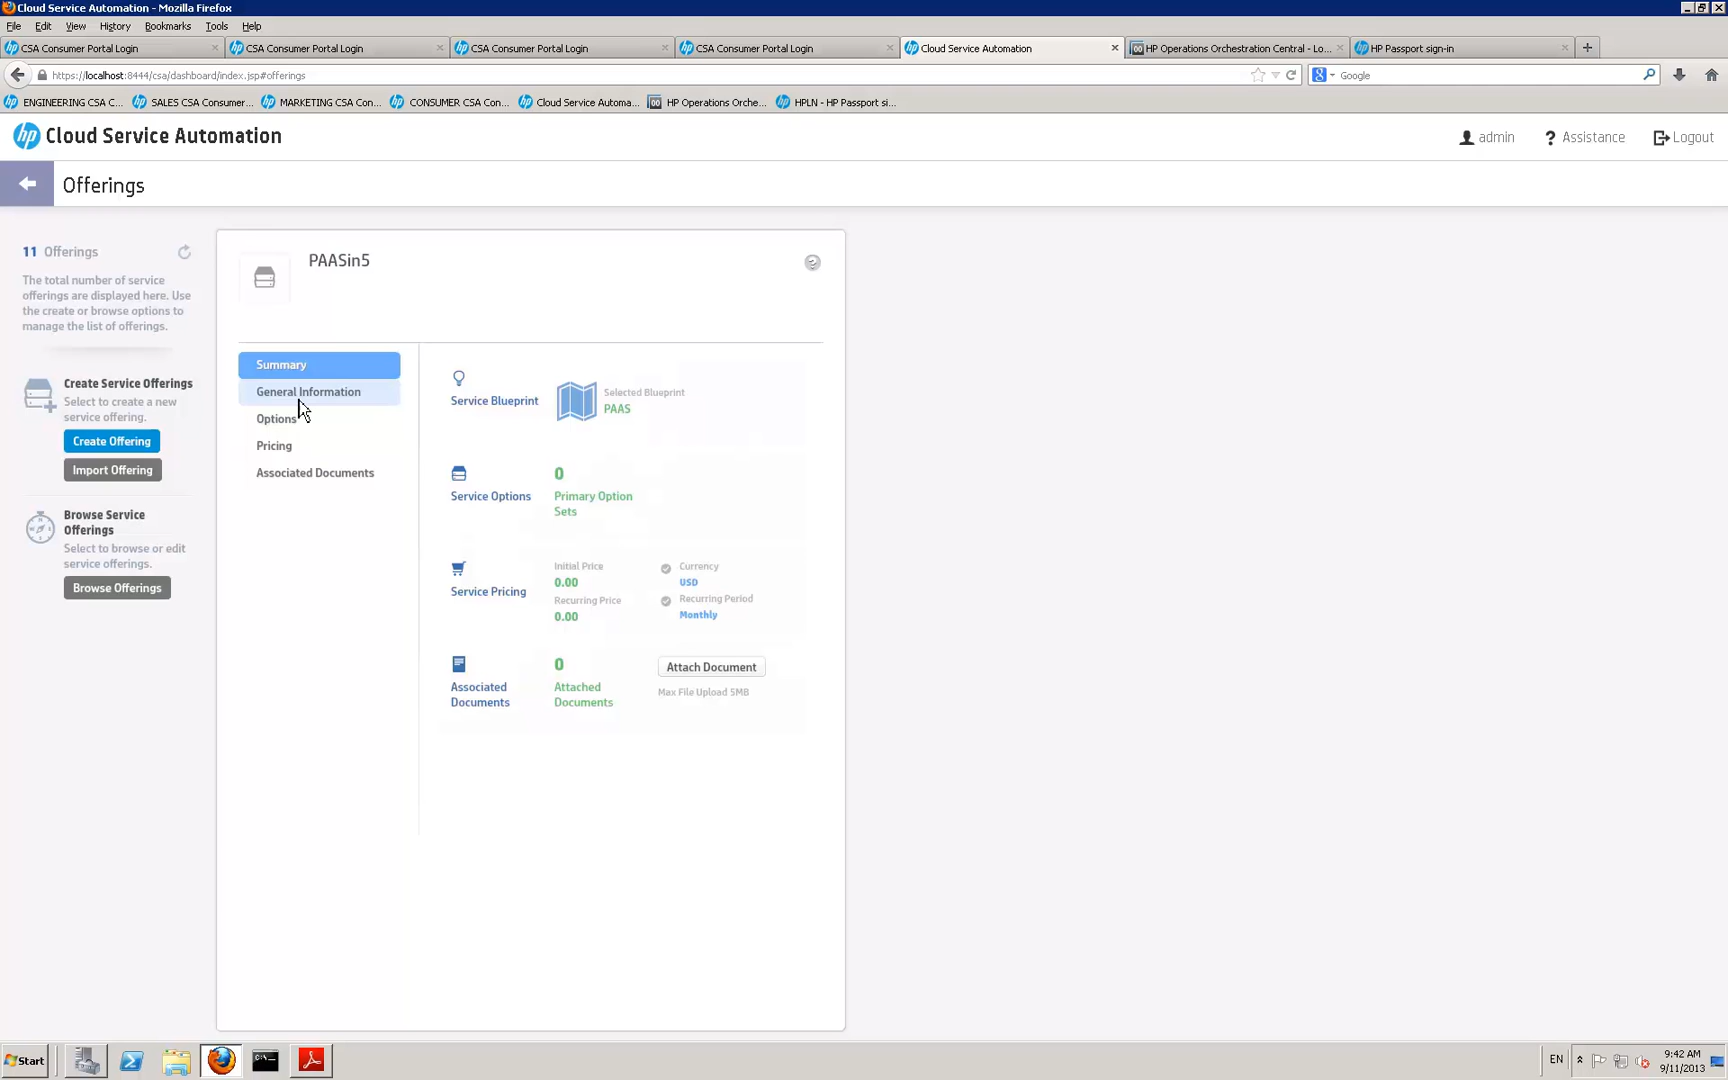 Cloud Service Automation - Mozilla Firefox
File Edit View History Bookmarks Tools Help
CSA Consumer Portal Login
CSA Consumer Portal Login
CSA Consumer Portal Login
CSA Consumer Portal Login
Cloud Service Automation
HP Operations Orchestration Central - Lo...
HP Passport sign-in
https://localhost:8444/csa/dashboard/index.jsp#offerings
Google
ENGINEERING CSA C...
SALES CSA Consumer...
MARKETING CSA Con...
CONSUMER CSA Con...
Cloud Service Automa...
HP Operations Orche...
HPLN - HP Passport si...
hp Cloud Service Automation
admin
? Assistance
Logout
Offerings
11 Offerings
The total number of service
offerings are displayed here. Use
the create or browse options to
manage the list of offerings.
Create Service Offerings
Select to create a new
service offering.
Create Offering
Import Offering
Browse Service
Offerings
Select to browse or edit
service offerings.
Browse Offerings
PAASin5
Summary
General Information
Options
Pricing
Associated Documents
Service Blueprint
Selected Blueprint
PAAS
Service Options
0
Primary Option
Sets
Service Pricing
Initial Price
0.00
Recurring Price
0.00
Currency
USD
Recurring Period
Monthly
Associated
Documents
0
Attached
Documents
Attach Document
Max File Upload 5MB
Start
EN
9:42 AM
9/11/2013